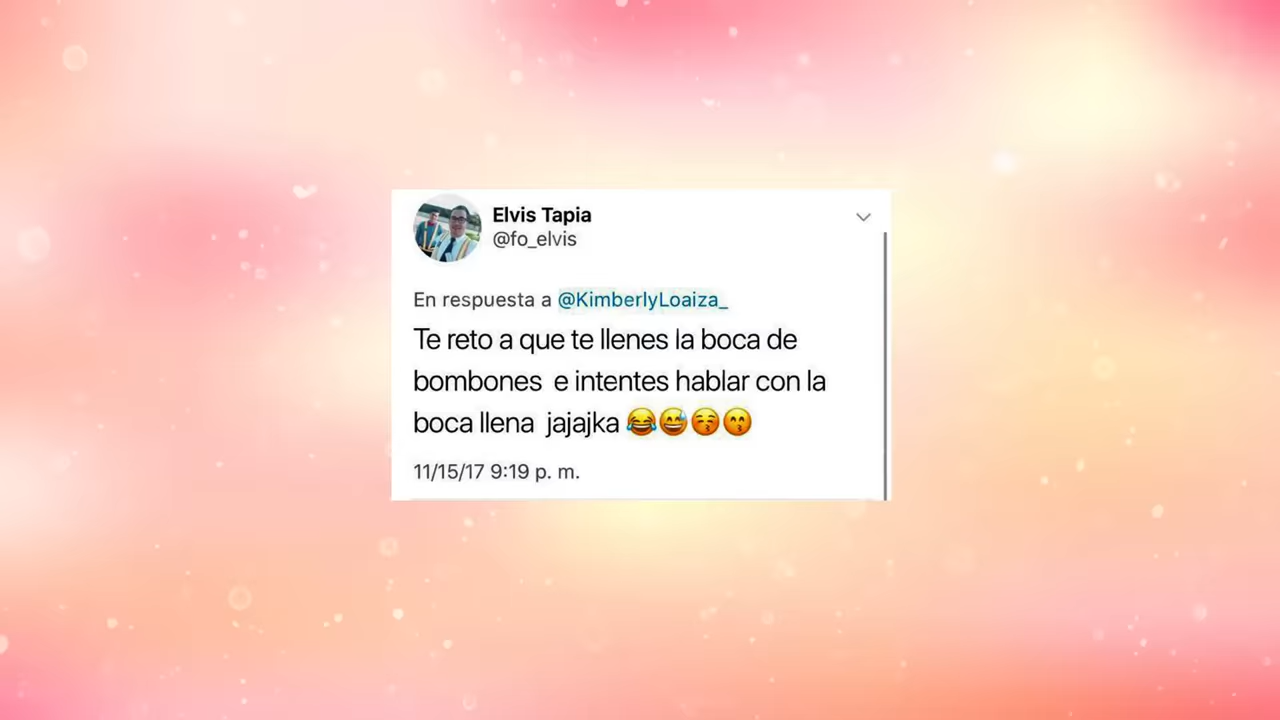 Elvis Tapia
@fo_elvis
En respuesta a @KimberlyLoaiza_
Te reto a que te llenes la boca de
bombones  e intentes hablar con la
boca llena  jajajka 😂😅😚😙
11/15/17 9:19 p. m.